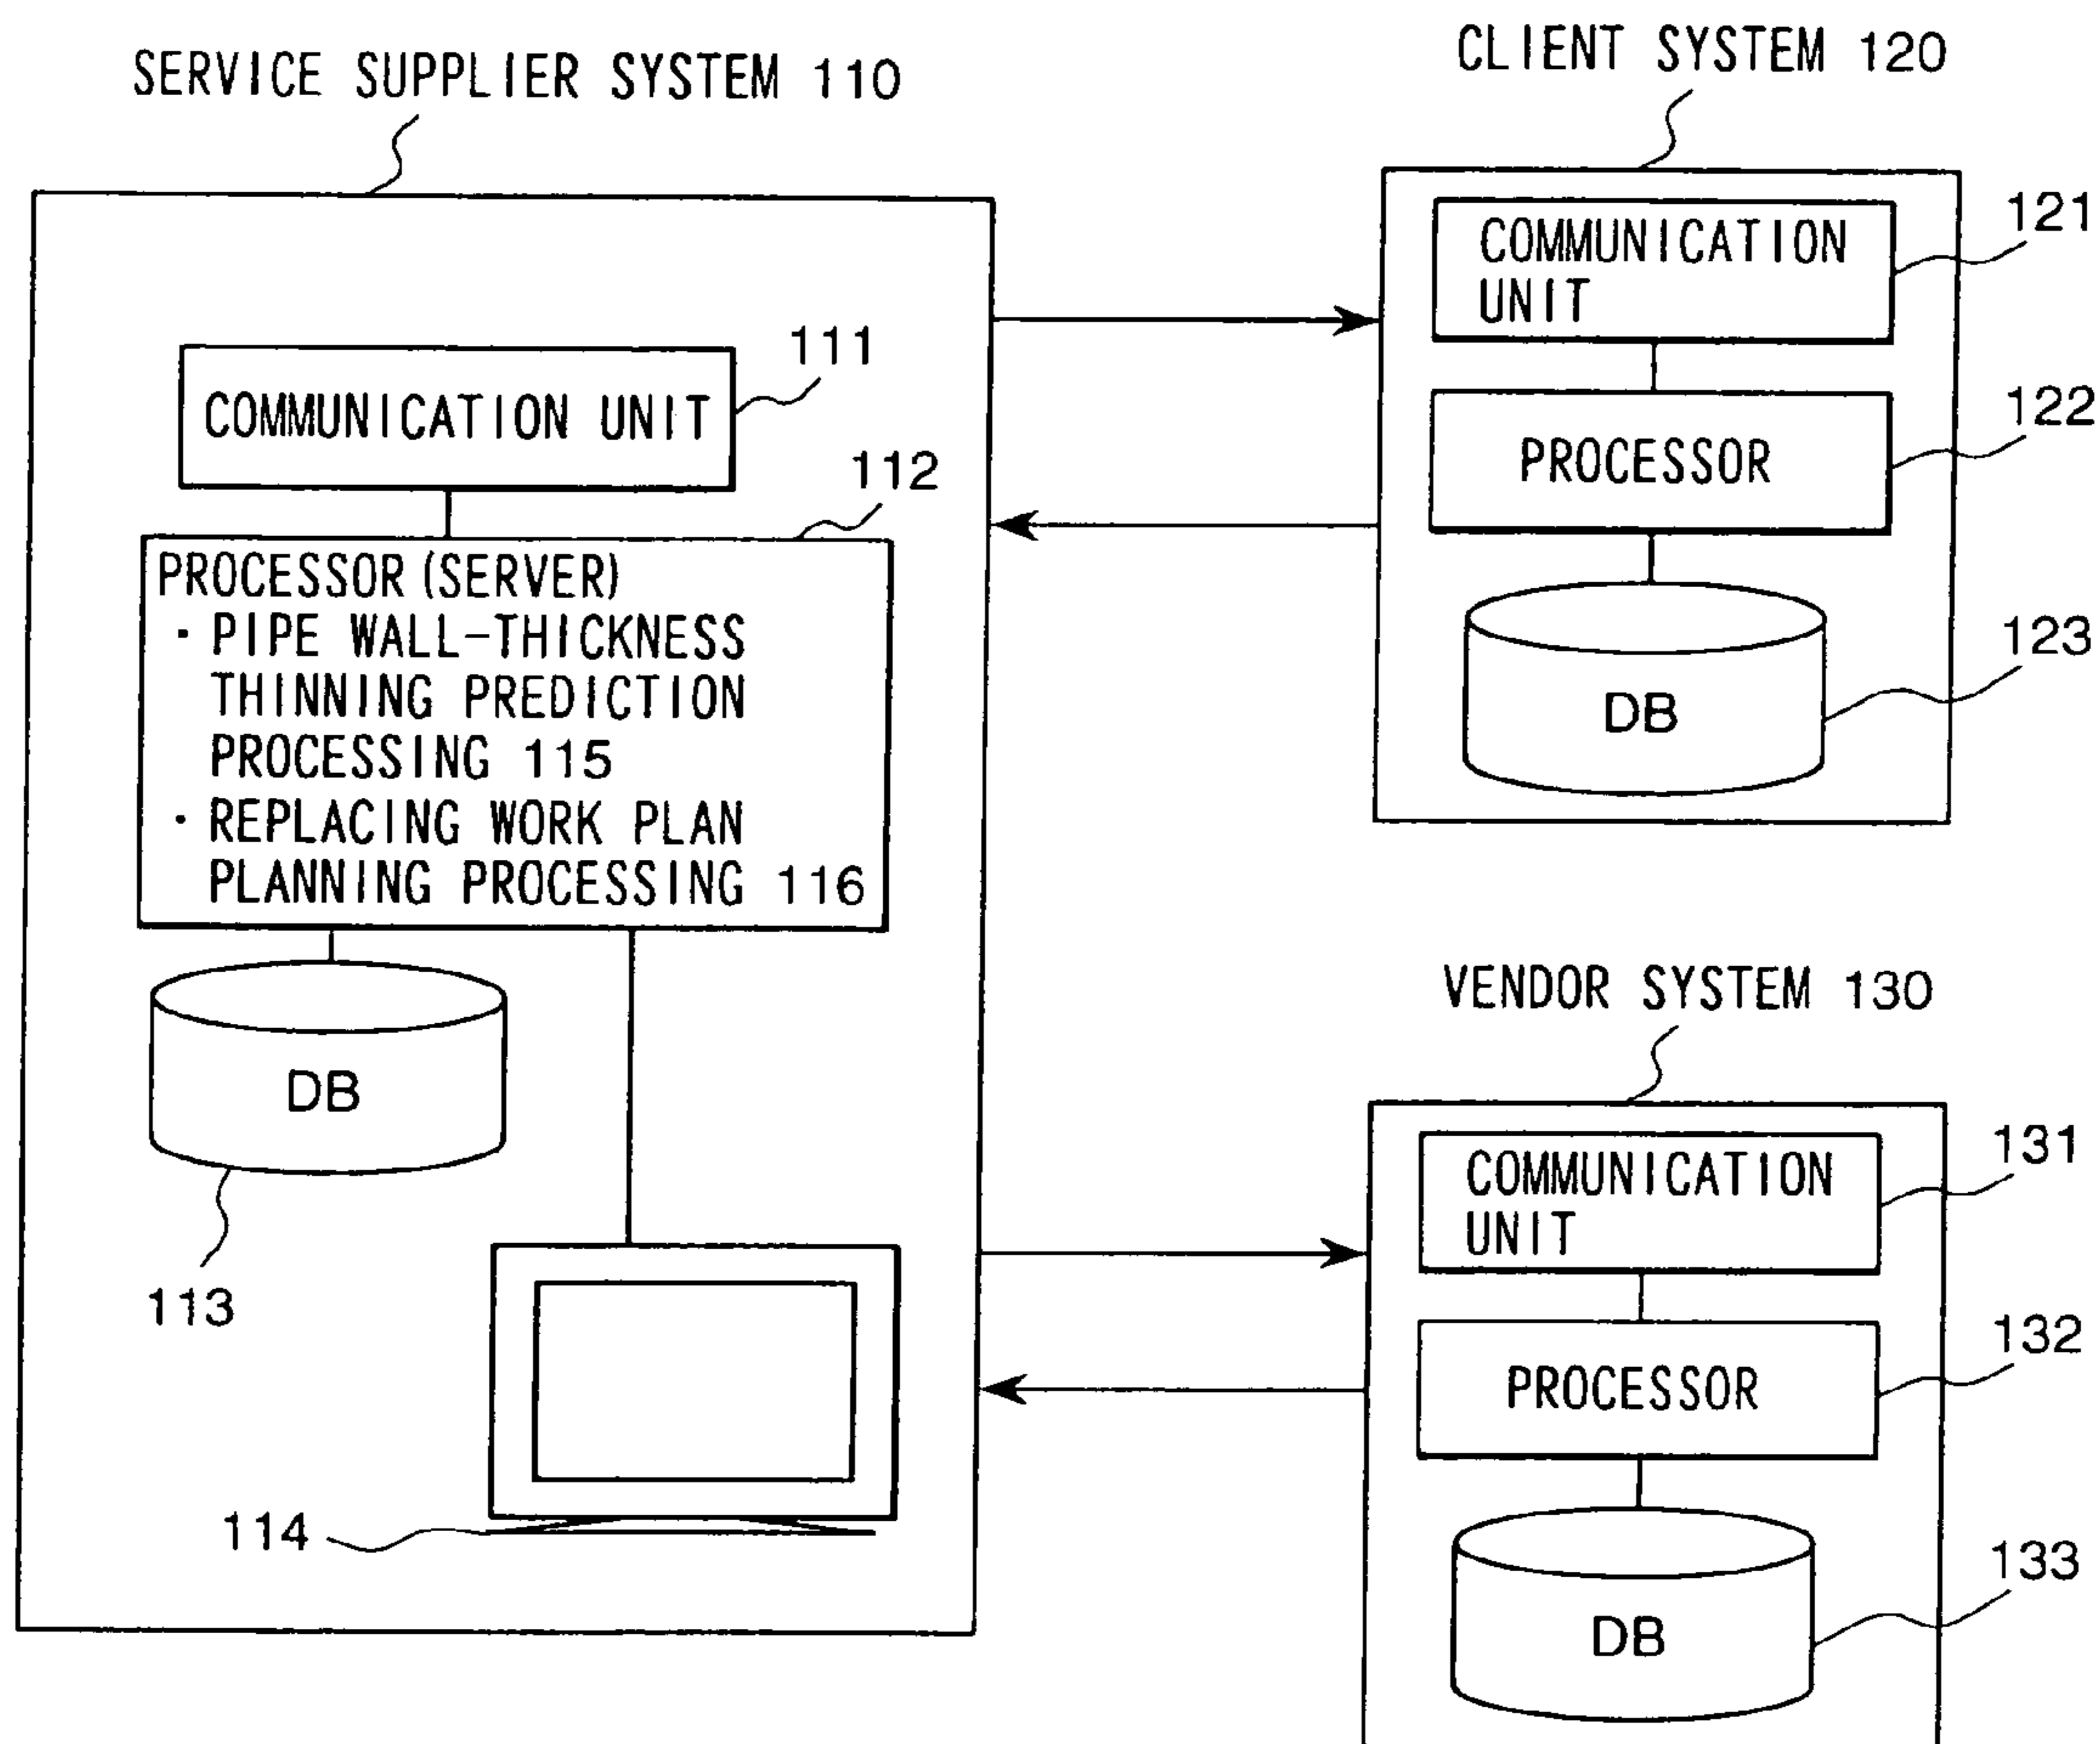 SERVICE SUPPLIER SYSTEM 110
111
COMMUNICATION UNIT
112
PROCESSOR (SERVER)
· PIPE WALL-THICKNESS
THINNING PREDICTION
PROCESSING 115
· REPLACING WORK PLAN
PLANNING PROCESSING 116
DB
113
114
CLIENT SYSTEM 120
COMMUNICATION
UNIT
121
PROCESSOR
122
DB
123
VENDOR SYSTEM 130
COMMUNICATION
UNIT
131
PROCESSOR
132
DB
133